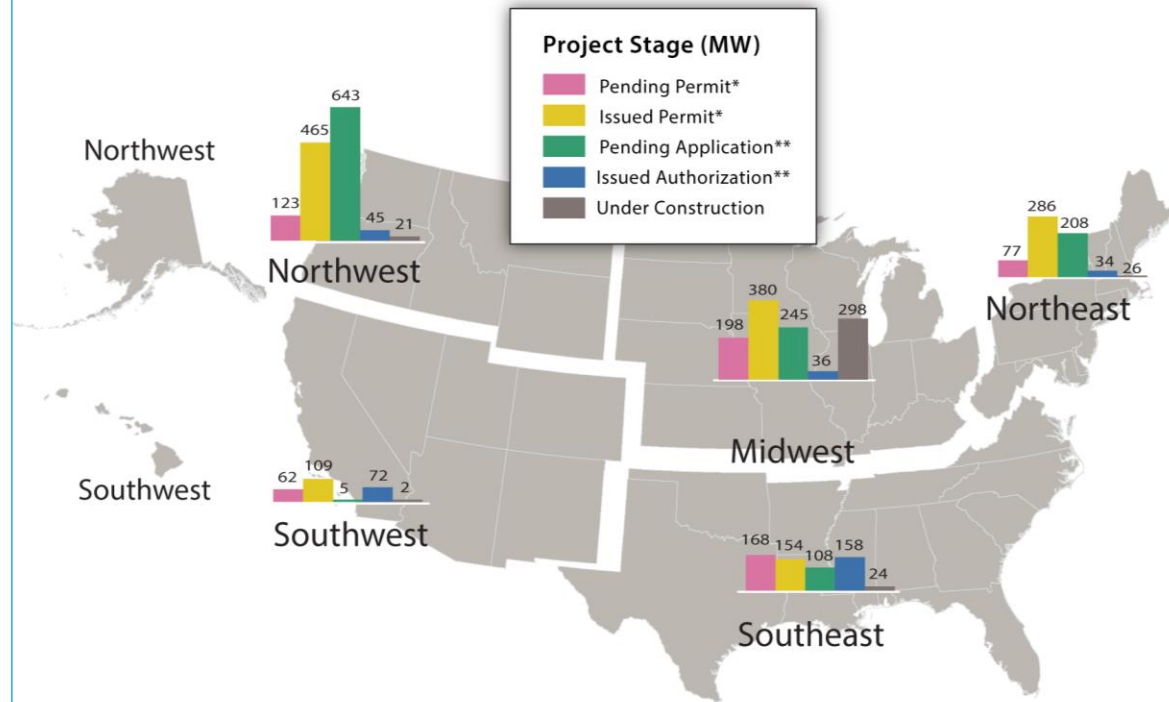 Project Stage (MW)
Pending Permit*
Issued Permit*
Pending Application**
Issued Authorization**
Under Construction
Northwest
123
465
643
45
21
Northwest
77
286
208
34
26
Northeast
198
380
245
36
298
Midwest
Southwest
62
109
5
72
2
Southwest
168
154
108
158
24
Southeast